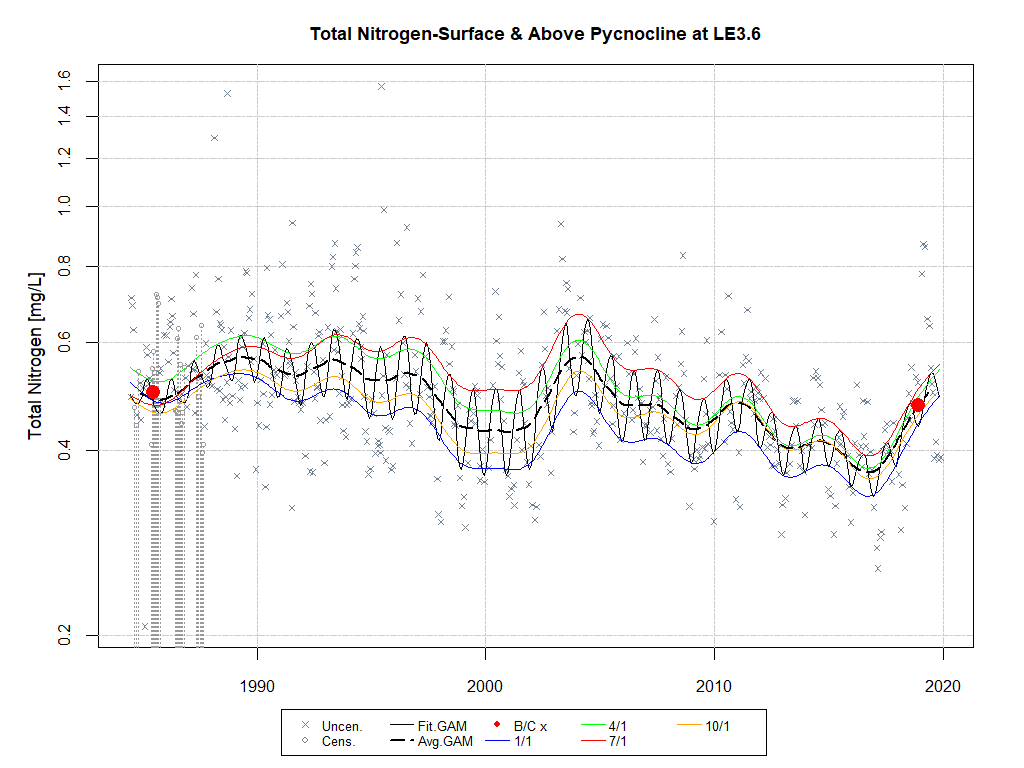 Total Nitrogen-Surface & Above Pycnocline at LE3.6
Total Nitrogen [mg/L]
1.6
1.4
1.2
1.0
0.8
0.6
0.4
0.2
1990 2000 2010 2020
Uncen. Fit.GAM B/C x 4/1 10/1
Cens. Avg.GAM 1/1 7/1